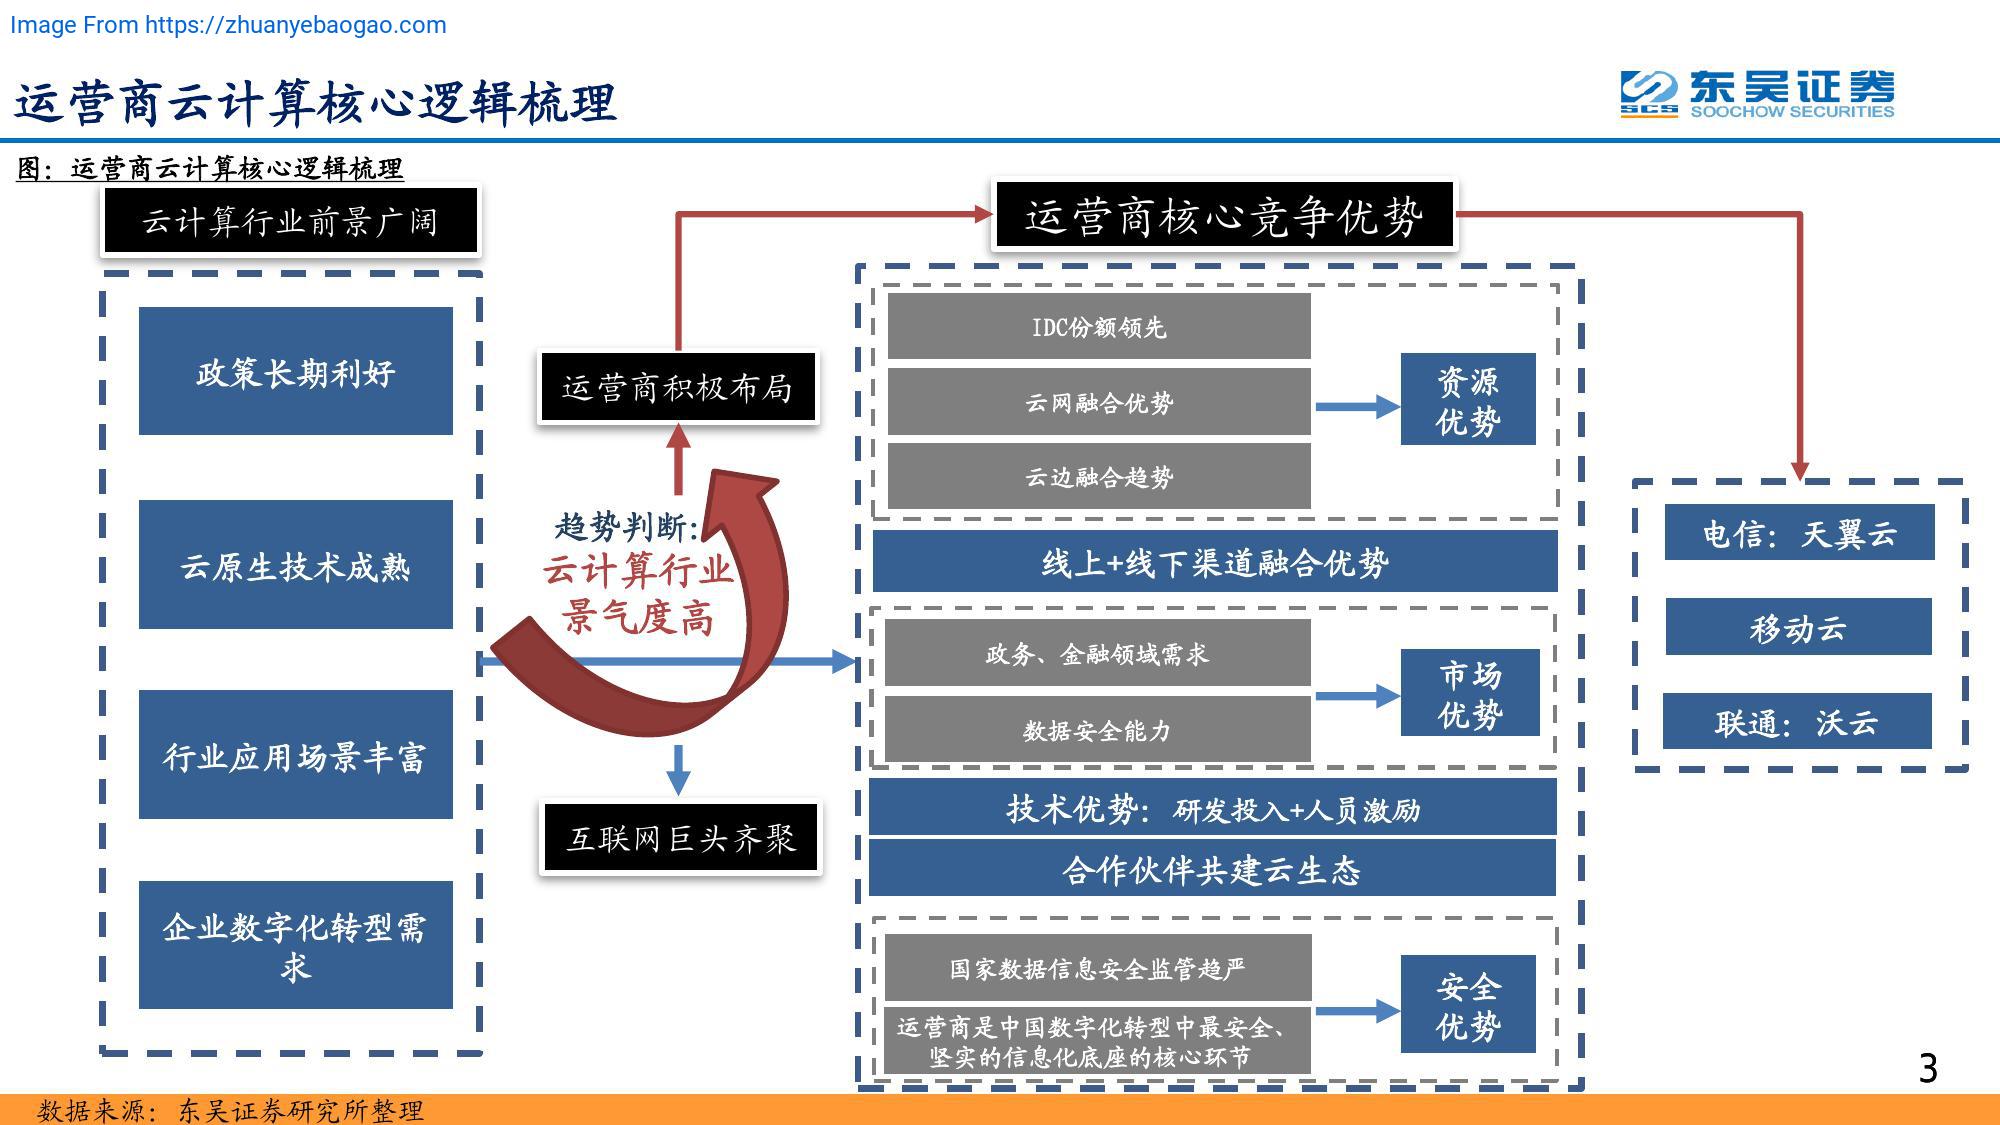 Image From https://zhuanyebaogao.com
运营商云计算核心逻辑梳理
东吴证券
SCS
SOOCHOW SECURITIES
图：运营商云计算核心逻辑梳理
云计算行业前景广阔
政策长期利好
云原生技术成熟
行业应用场景丰富
企业数字化转型需
求
运营商积极布局
趋势判断:
云计算行业
景气度高
互联网巨头齐聚
运营商核心竞争优势
IDC份额领先
云网融合优势
云边融合趋势
资源
优势
线上+线下渠道融合优势
政务、金融领域需求
数据安全能力
市场
优势
技术优势：研发投入+人员激励
合作伙伴共建云生态
国家数据信息安全监管趋严
运营商是中国数字化转型中最安全、
坚实的信息化底座的核心环节
安全
优势
电信：天翼云
移动云
联通：沃云
3
数据来源：东吴证券研究所整理